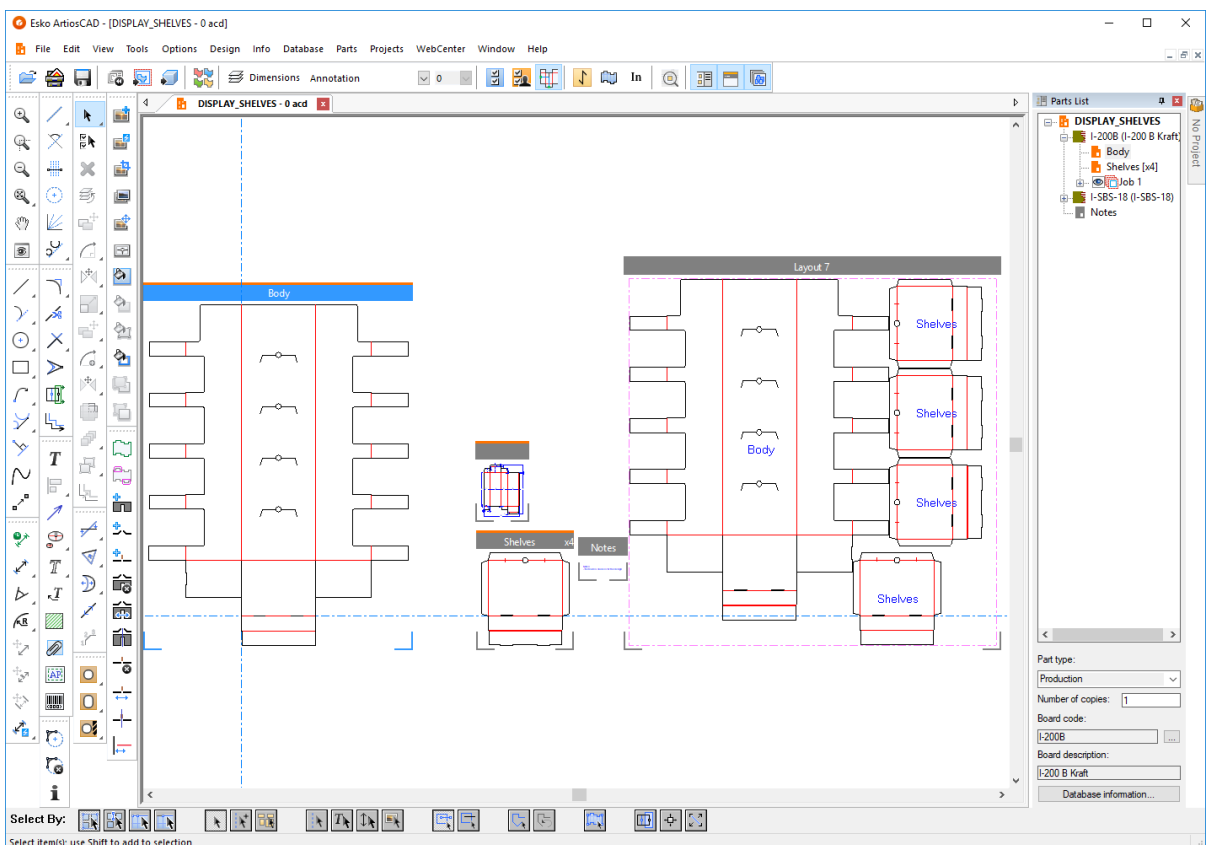 Esko ArtiosCAD - [DISPLAY_SHELVES - 0 acd]
File Edit View Tools Options Design Info Database Parts Projects WebCenter Window Help
Dimensions Annotation 0 In
DISPLAY_SHELVES - 0 acd
Parts List
No Project
DISPLAY_SHELVES
I-200B (I-200 B Kraft)
Body
Shelves [x4]
Job 1
I-SBS-18 (I-SBS-18)
Notes
Layout 7
Body
Shelves
Shelves
Body
Shelves
Shelves x4
Notes
Shelves
Part type:
Production
Number of copies: 1
Board code:
I-200B ...
Board description:
I-200 B Kraft
Database information...
Select By:
Select item(s); use Shift to add to selection